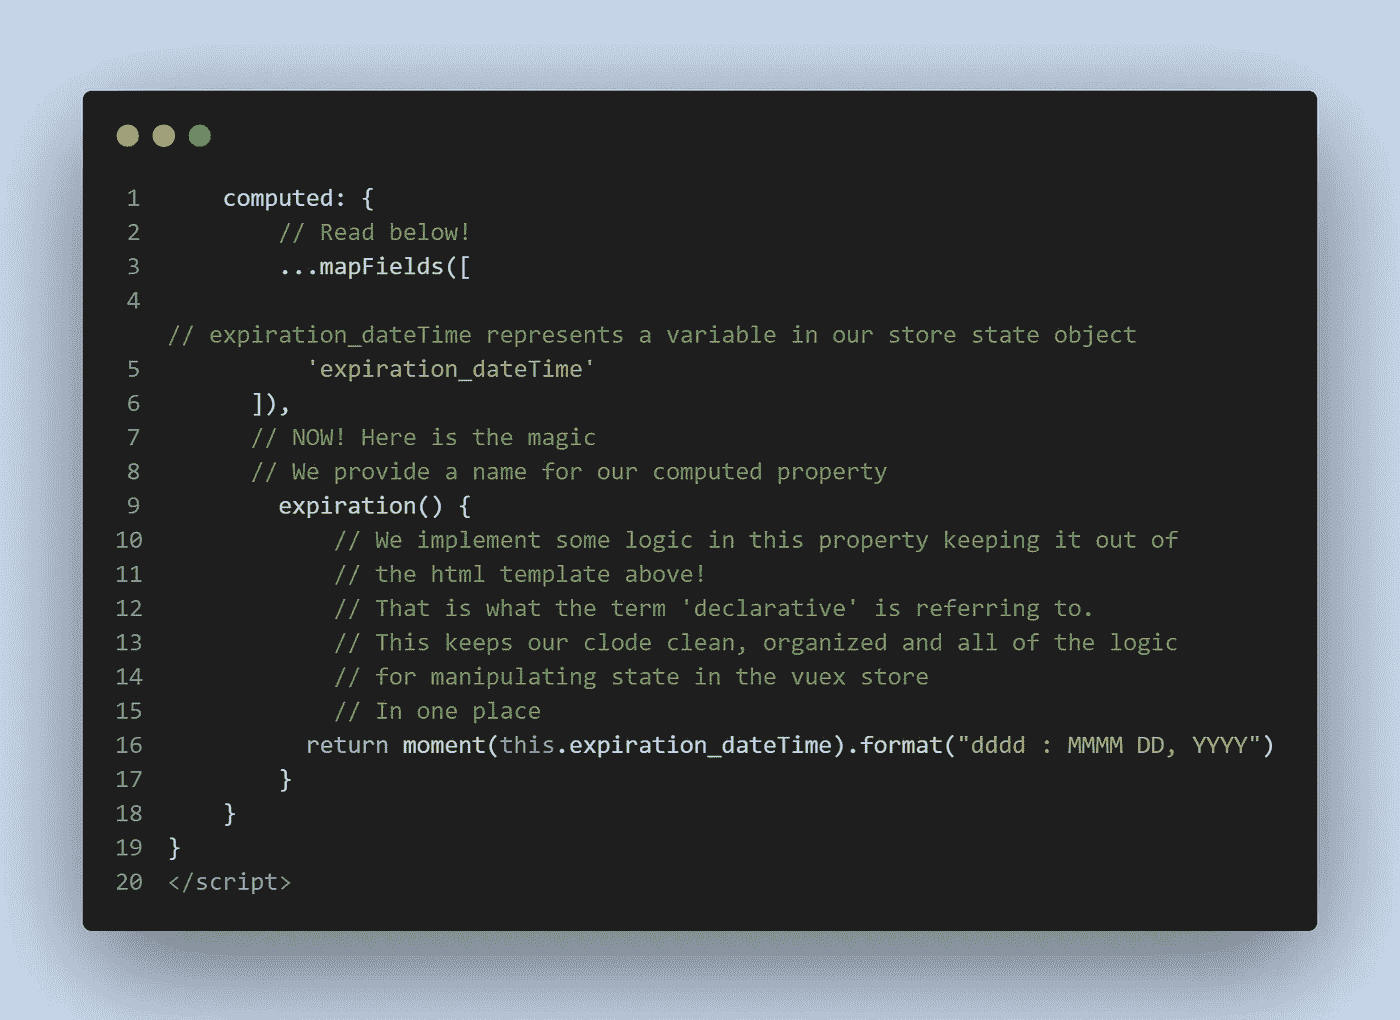 1 computed: {
2 // Read below!
3 ...mapFields([
4
// expiration_dateTime represents a variable in our store state object
5 'expiration_dateTime'
6 ]),
7 // NOW! Here is the magic
8 // We provide a name for our computed property
9 expiration() {
10 // We implement some logic in this property keeping it out of
11 // the html template above!
12 // That is what the term 'declarative' is referring to.
13 // This keeps our clode clean, organized and all of the logic
14 // for manipulating state in the vuex store
15 // In one place
16 return moment(this.expiration_dateTime).format("dddd : MMMM DD, YYYY")
17 }
18 }
19 }
20 </script>